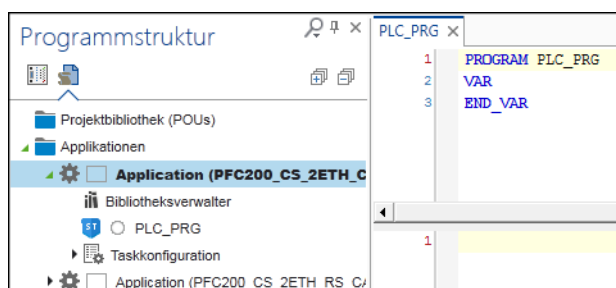 Programmstruktur
Projektbibliothek (POUs)
Applikationen
Application (PFC200_CS_2ETH_C
Bibliotheksverwalter
ST PLC_PRG
Taskkonfiguration
Application (PFC200_CS_2ETH_RS_CA
PLC_PRG
1 PROGRAM PLC_PRG
2 VAR
3 END_VAR
1